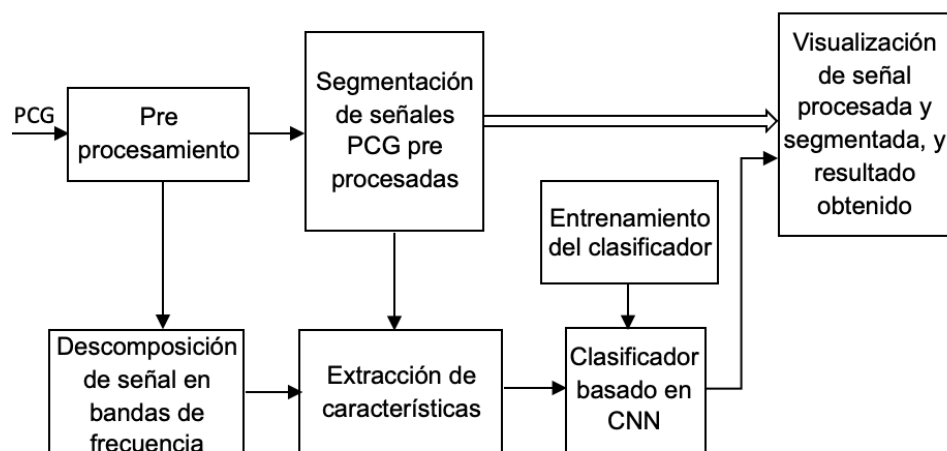 PCG
Pre
procesamiento
Segmentación
de señales
PCG pre
procesadas
Visualización
de señal
procesada y
segmentada, y
resultado
obtenido
Entrenamiento
del clasificador
Descomposición
de señal en
bandas de
frecuencia
Extracción de
características
Clasificador
basado en
CNN